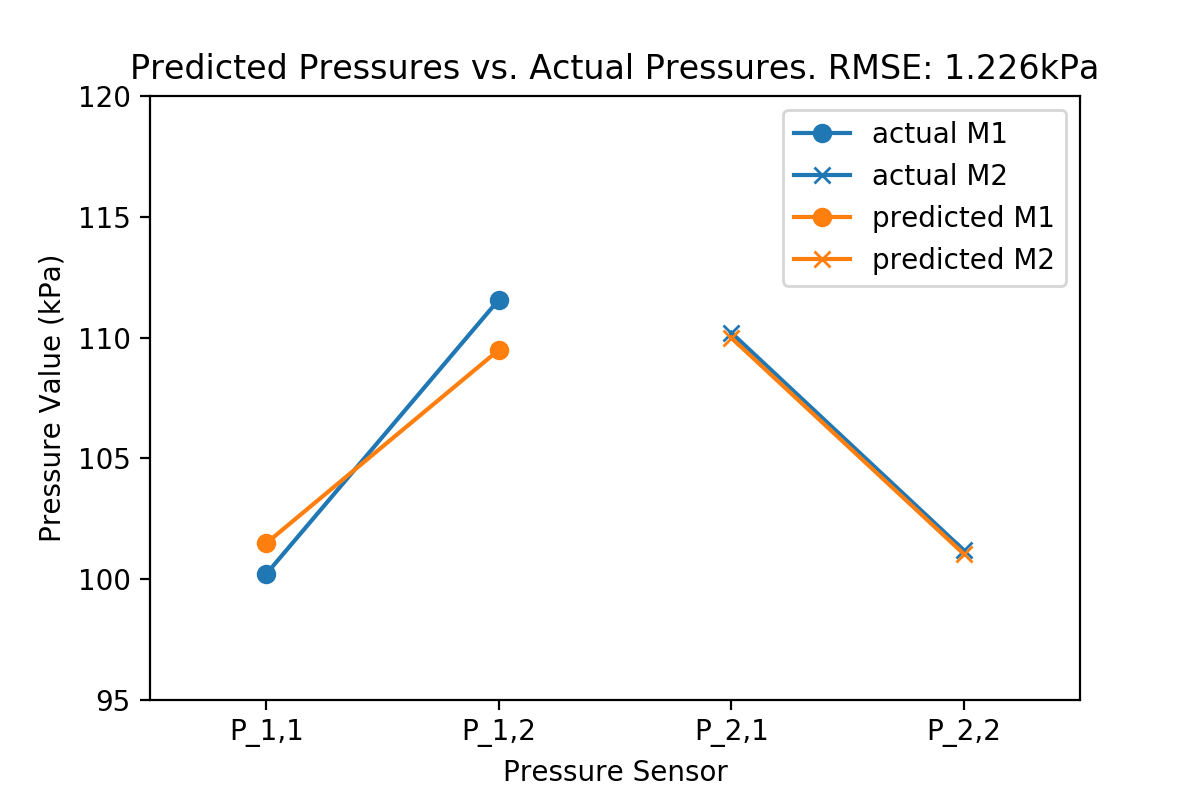 Predicted Pressures vs. Actual Pressures. RMSE: 1.226kPa
120
115
110
105
100
95
Pressure Value (kPa)
actual M1
actual M2
predicted M1
predicted M2
P_1,1 P_1,2 P_2,1 P_2,2
Pressure Sensor